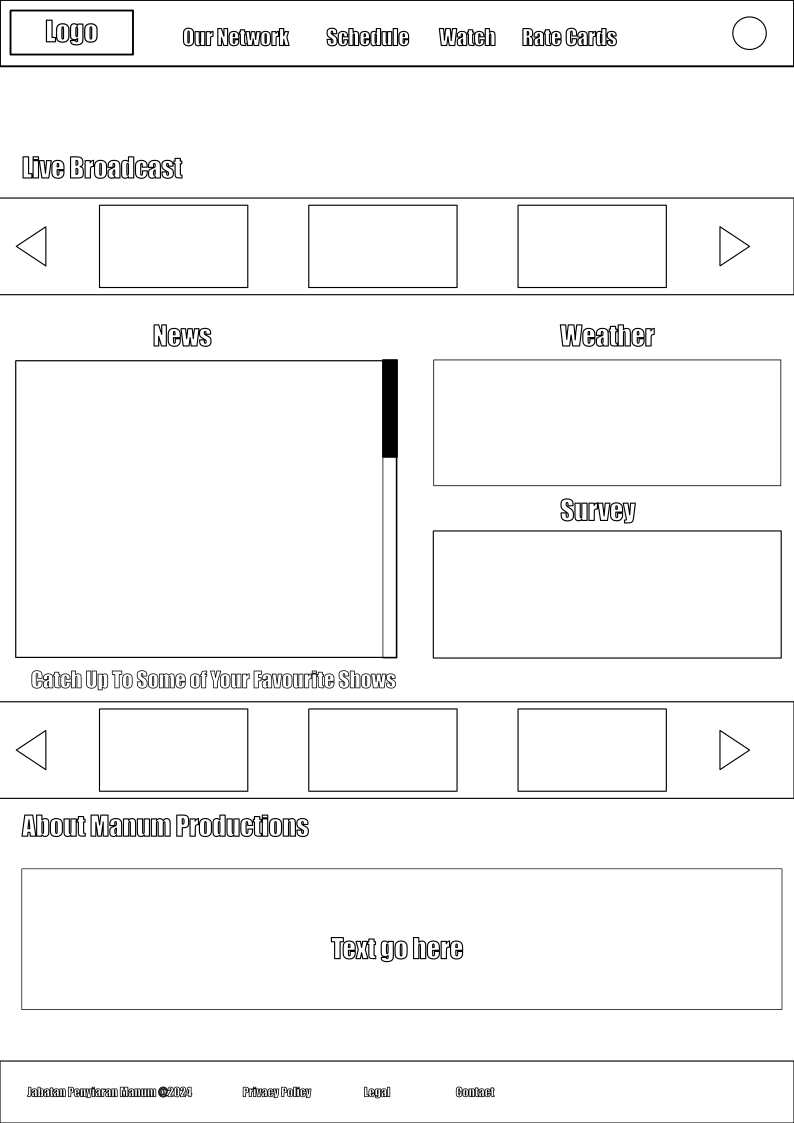 Logo
Our Network Schedule Watch Rate Cards
Live Broadcast
News
Weather
Survey
Catch Up To Some of Your Favourite Shows
About Manum Productions
Text go here
Jabatan Penyiaran Manum @2024 Privacy Policy Legal Contact